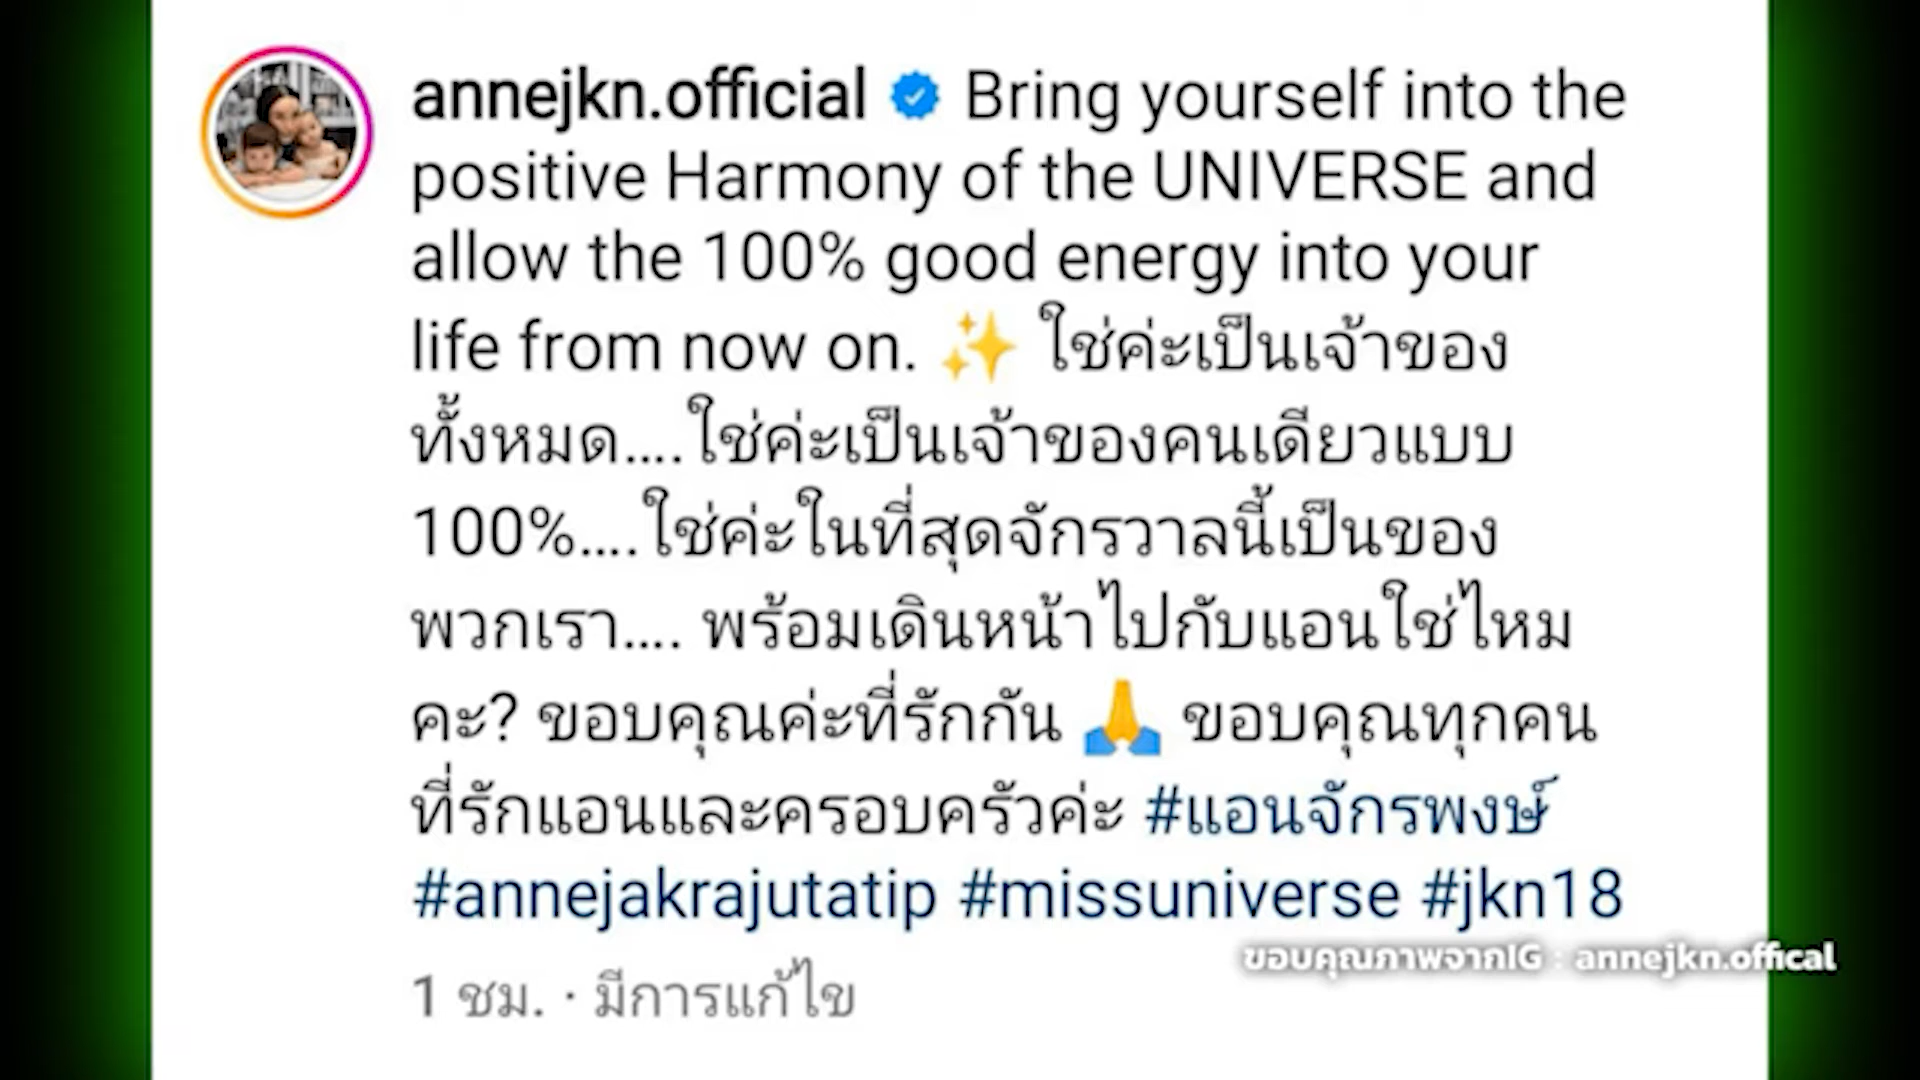 annejkn.official Bring yourself into the
positive Harmony of the UNIVERSE and
allow the 100% good energy into your
life from now on. ✨ ใช่ค่ะเป็นเจ้าของ
ทั้งหมด....ใช่ค่ะเป็นเจ้าของคนเดียวแบบ
100%....ใช่ค่ะในที่สุดจักรวาลนี้เป็นของ
พวกเรา.... พร้อมเดินหน้าไปกับแอนใช่ไหม
คะ? ขอบคุณค่ะที่รักกัน 🙏 ขอบคุณทุกคน
ที่รักแอนและครอบครัวค่ะ #แอนจักรพงษ์
#annejakrajutatip #missuniverse #jkn18
ขอบคุณภาพจากIG : annejkn.offical
1 ชม. · มีการแก้ไข